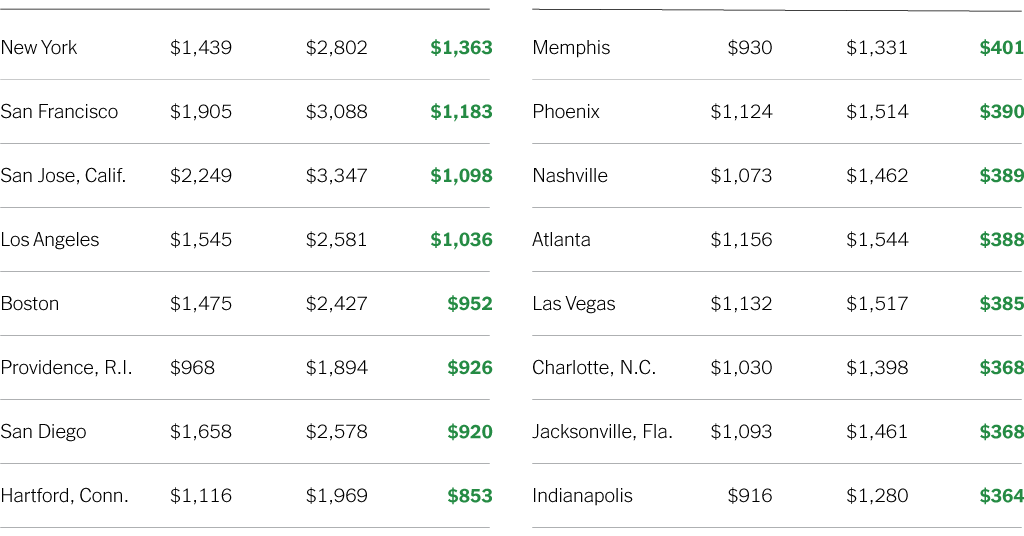 New York $1,439 $2,802 $1,363
San Francisco $1,905 $3,088 $1,183
San Jose, Calif. $2,249 $3,347 $1,098
Los Angeles $1,545 $2,581 $1,036
Boston $1,475 $2,427 $952
Providence, R.I. $968 $1,894 $926
San Diego $1,658 $2,578 $920
Hartford, Conn. $1,116 $1,969 $853
Memphis $930 $1,331 $401
Phoenix $1,124 $1,514 $390
Nashville $1,073 $1,462 $389
Atlanta $1,156 $1,544 $388
Las Vegas $1,132 $1,517 $385
Charlotte, N.C. $1,030 $1,398 $368
Jacksonville, Fla. $1,093 $1,461 $368
Indianapolis $916 $1,280 $364